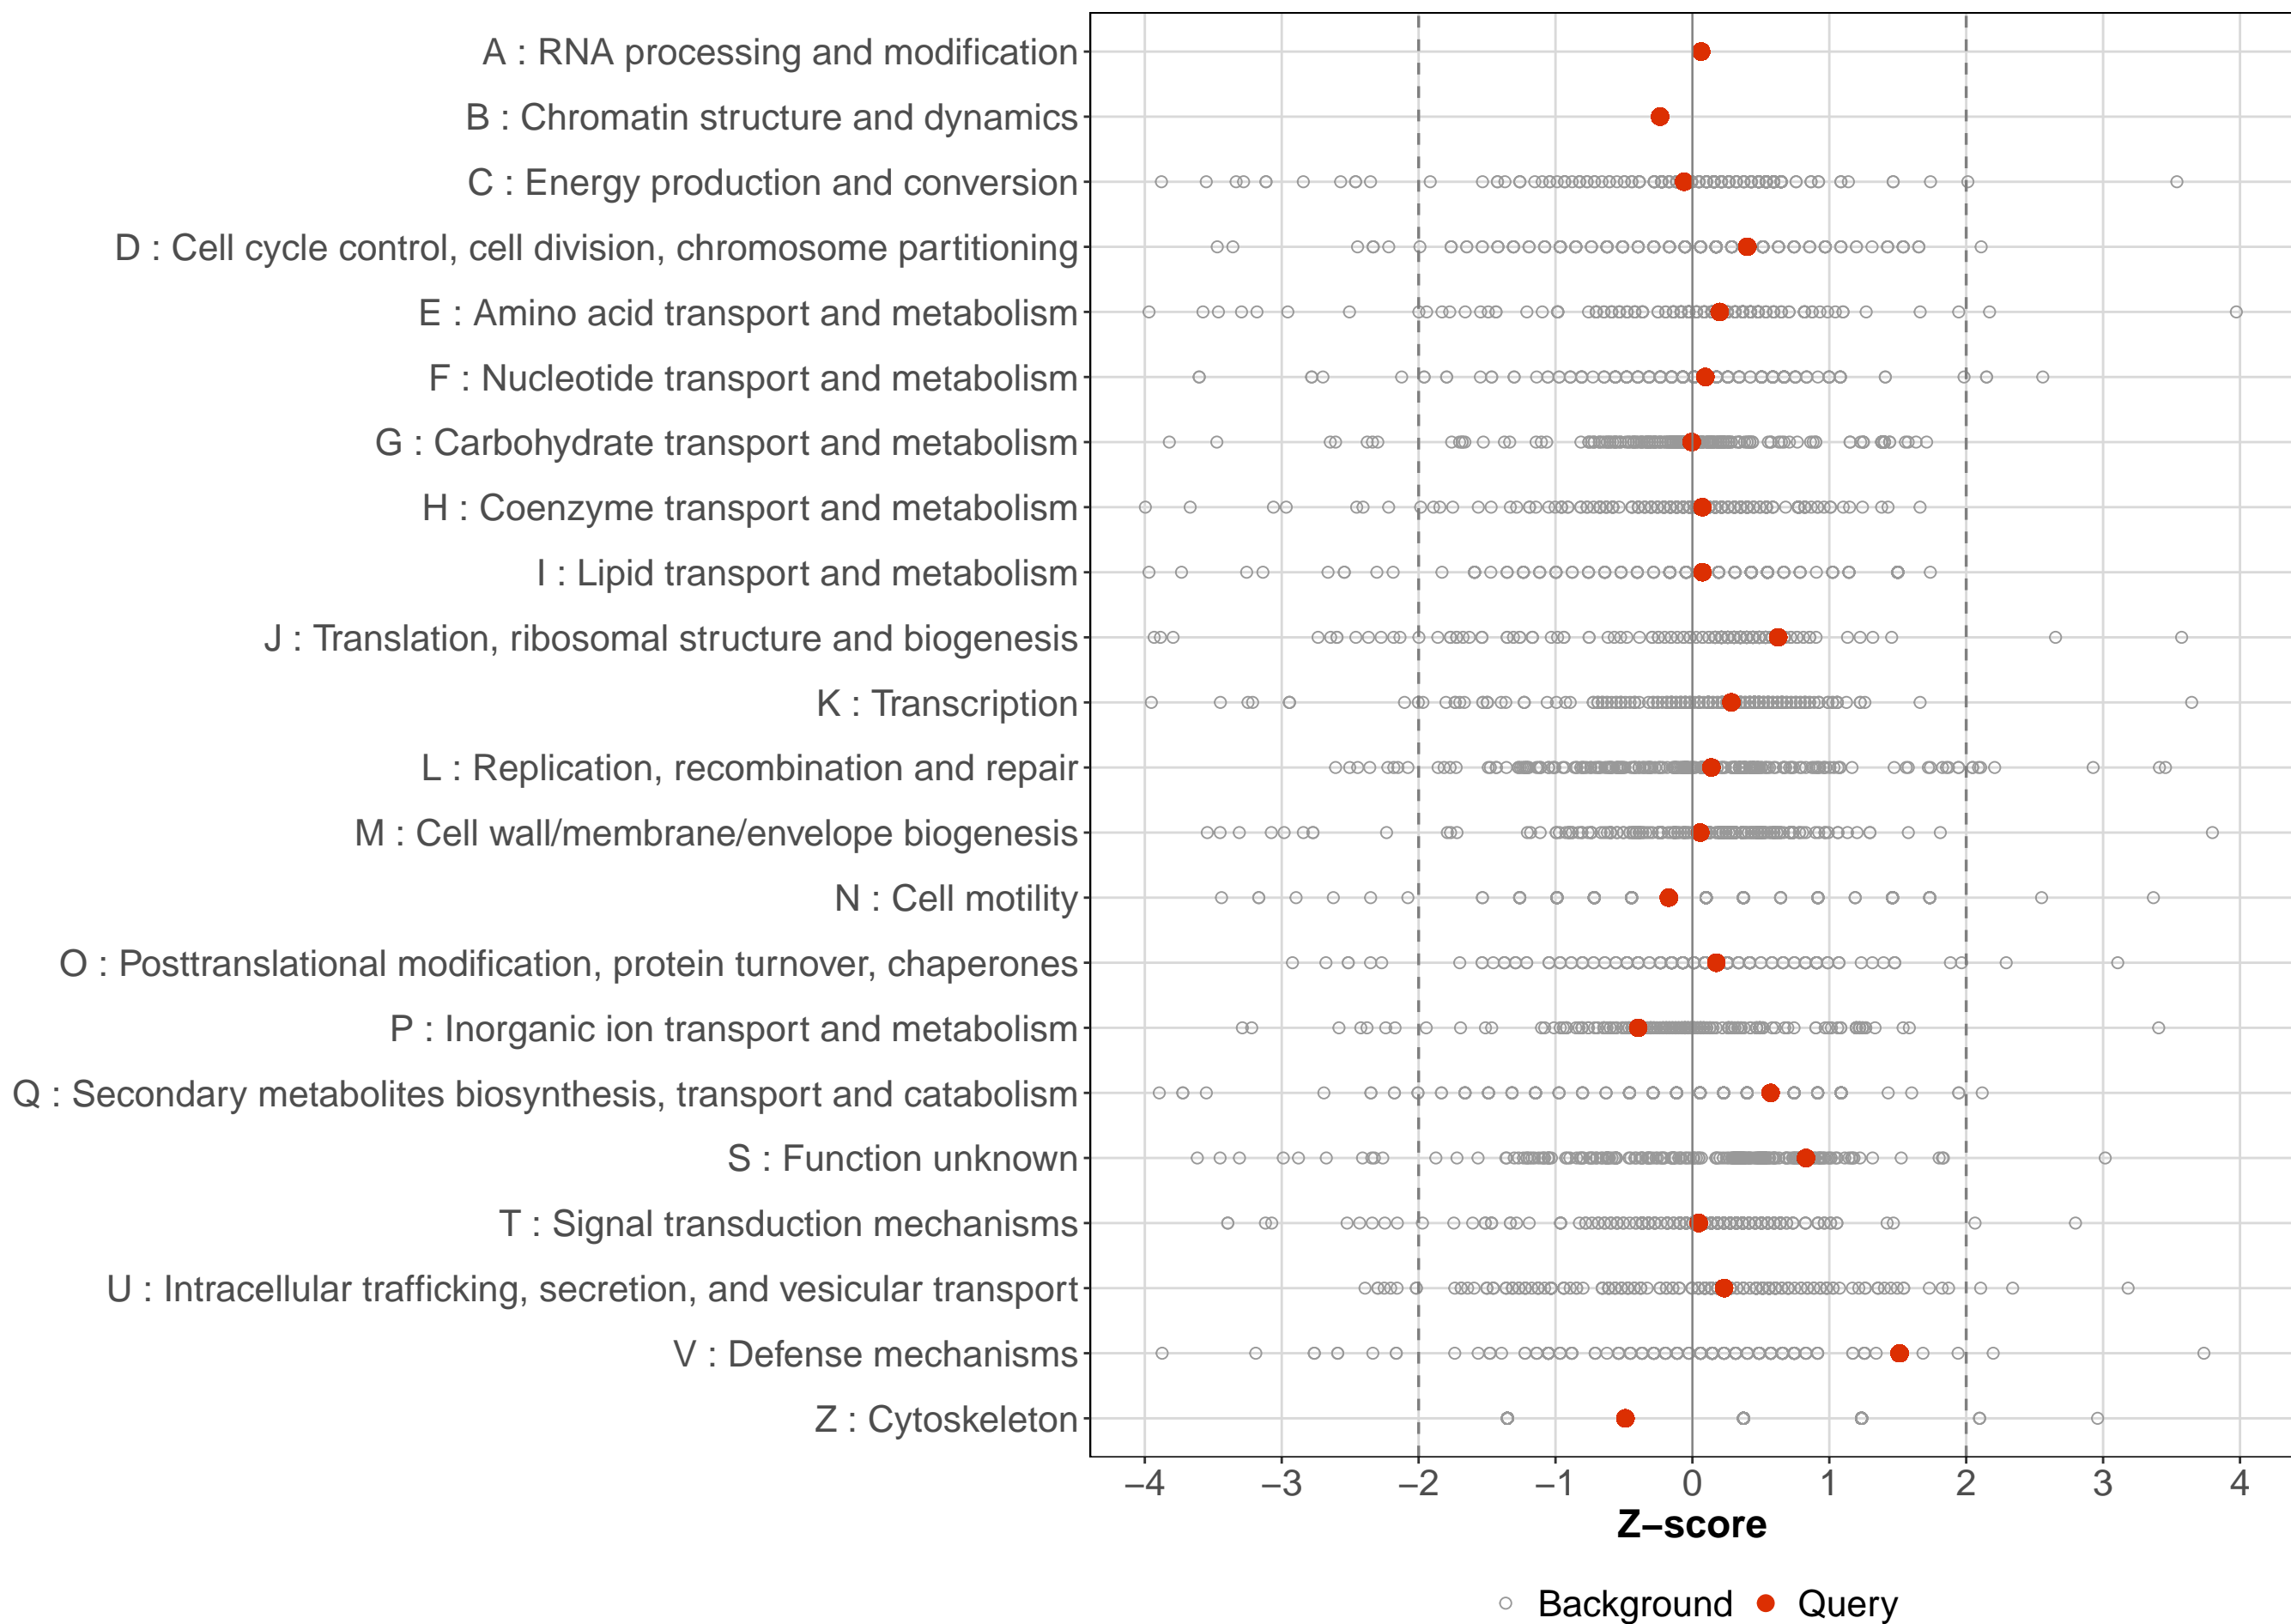 A : RNA processing and modification
B : Chromatin structure and dynamics
C : Energy production and conversion
D : Cell cycle control, cell division, chromosome partitioning
E : Amino acid transport and metabolism
F : Nucleotide transport and metabolism
G : Carbohydrate transport and metabolism
H : Coenzyme transport and metabolism
I : Lipid transport and metabolism
J : Translation, ribosomal structure and biogenesis
K : Transcription
L : Replication, recombination and repair
M : Cell wall/membrane/envelope biogenesis
N : Cell motility
O : Posttranslational modification, protein turnover, chaperones
P : Inorganic ion transport and metabolism
Q : Secondary metabolites biosynthesis, transport and catabolism
S : Function unknown
T : Signal transduction mechanisms
U : Intracellular trafficking, secretion, and vesicular transport
V : Defense mechanisms
Z : Cytoskeleton
−4 −3 −2 −1 0 1 2 3 4
Z−score
Background Query